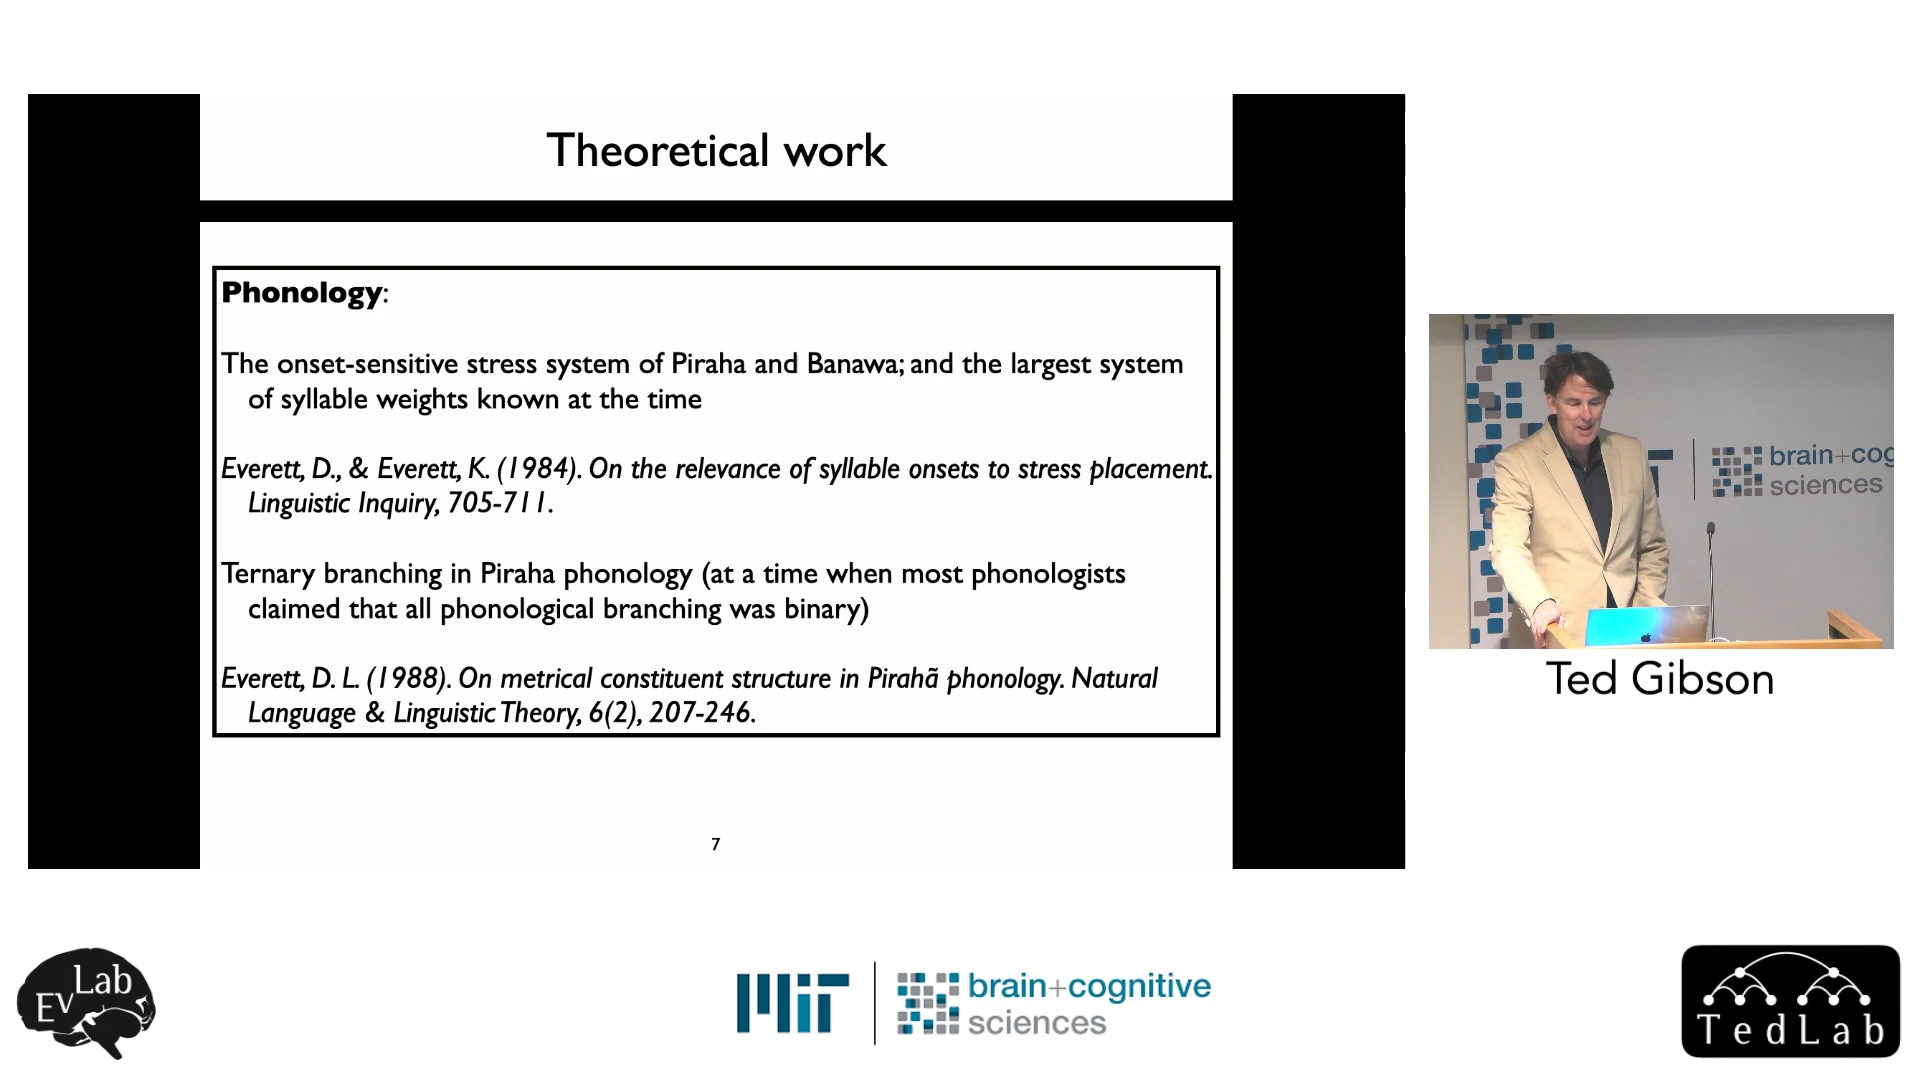 Theoretical work
Phonology:
The onset-sensitive stress system of Piraha and Banawa; and the largest system
of syllable weights known at the time
Everett, D., & Everett, K. (1984). On the relevance of syllable onsets to stress placement.
Linguistic Inquiry, 705-711.
Ternary branching in Piraha phonology (at a time when most phonologists
claimed that all phonological branching was binary)
Everett, D. L. (1988). On metrical constituent structure in Pirahã phonology. Natural
Language & Linguistic Theory, 6(2), 207-246.
7
brain+cog
sciences
Ted Gibson
EvLab
MIT
brain+cognitive
sciences
TedLab